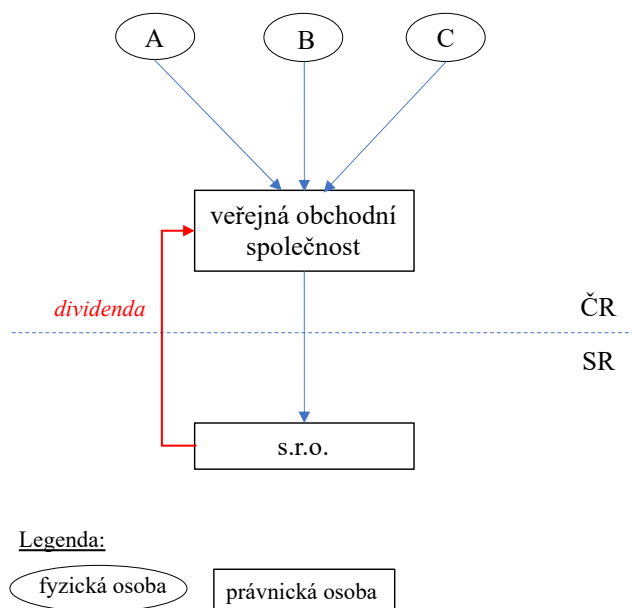 A
B
C
veřejná obchodní
společnost
dividenda
ČR
SR
s.r.o.
Legenda:
fyzická osoba
právnická osoba